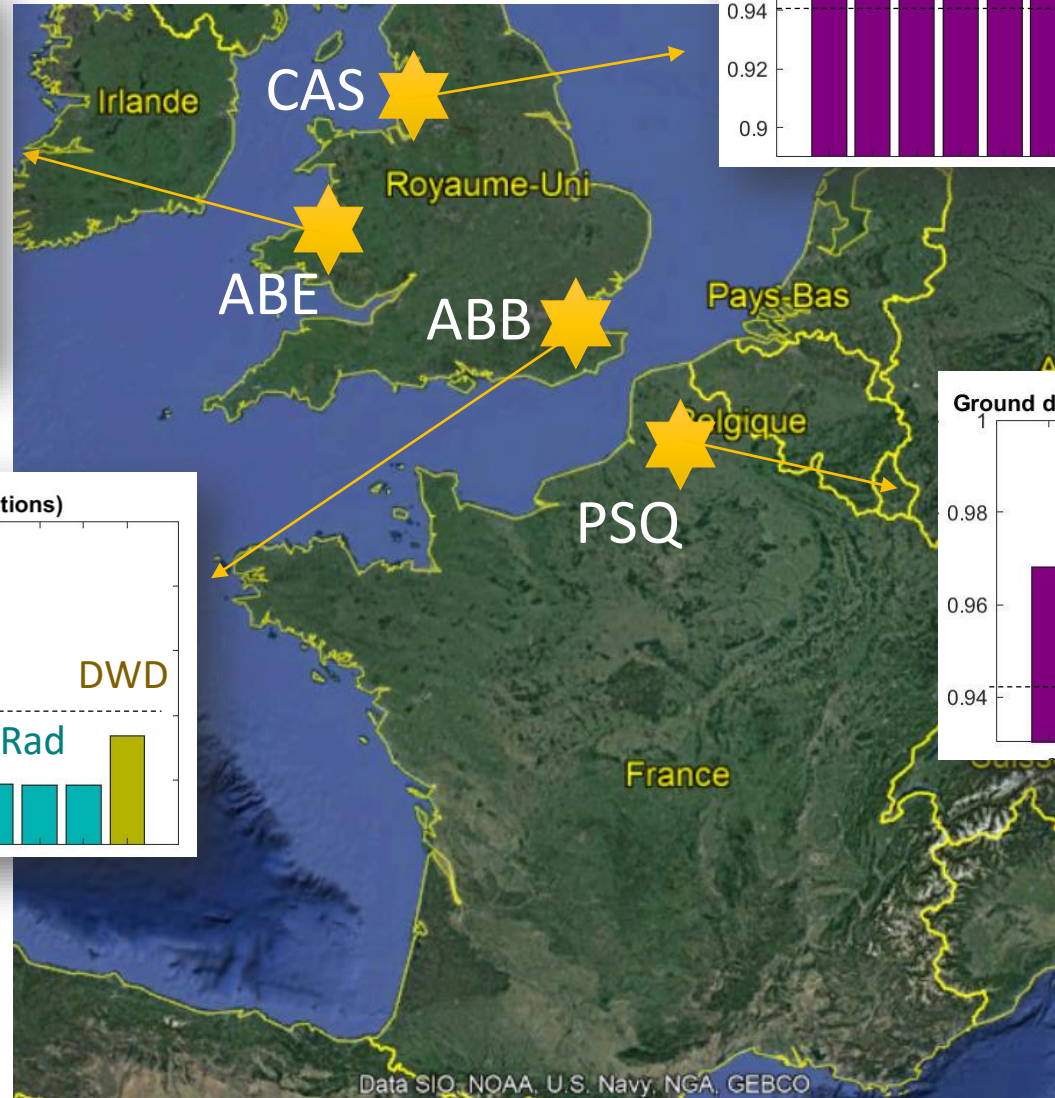 0.94
0.92
0.9
CAS
Irlande
Royaume-Uni
ABE
ABB
Pays-Bas
Belgique
PSQ
Ground d
1
0.98
0.96
0.94
tions)
DWD
Rad
France
Data SIO, NOAA, U.S. Navy, NGA, GEBCO